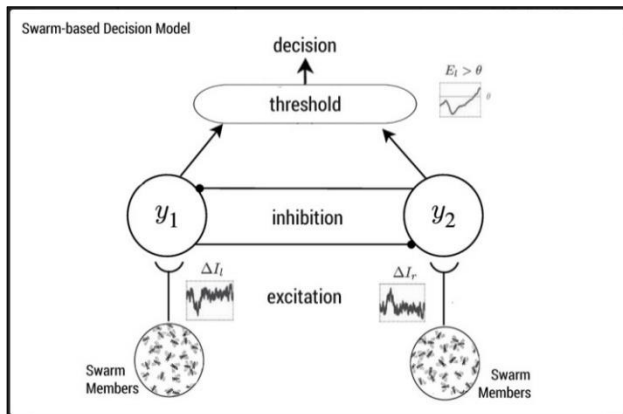 Swarm-based Decision Model
decision
E_l > θ
threshold
θ
y_1
inhibition
y_2
ΔI_l
excitation
ΔI_r
Swarm
Members
Swarm
Members